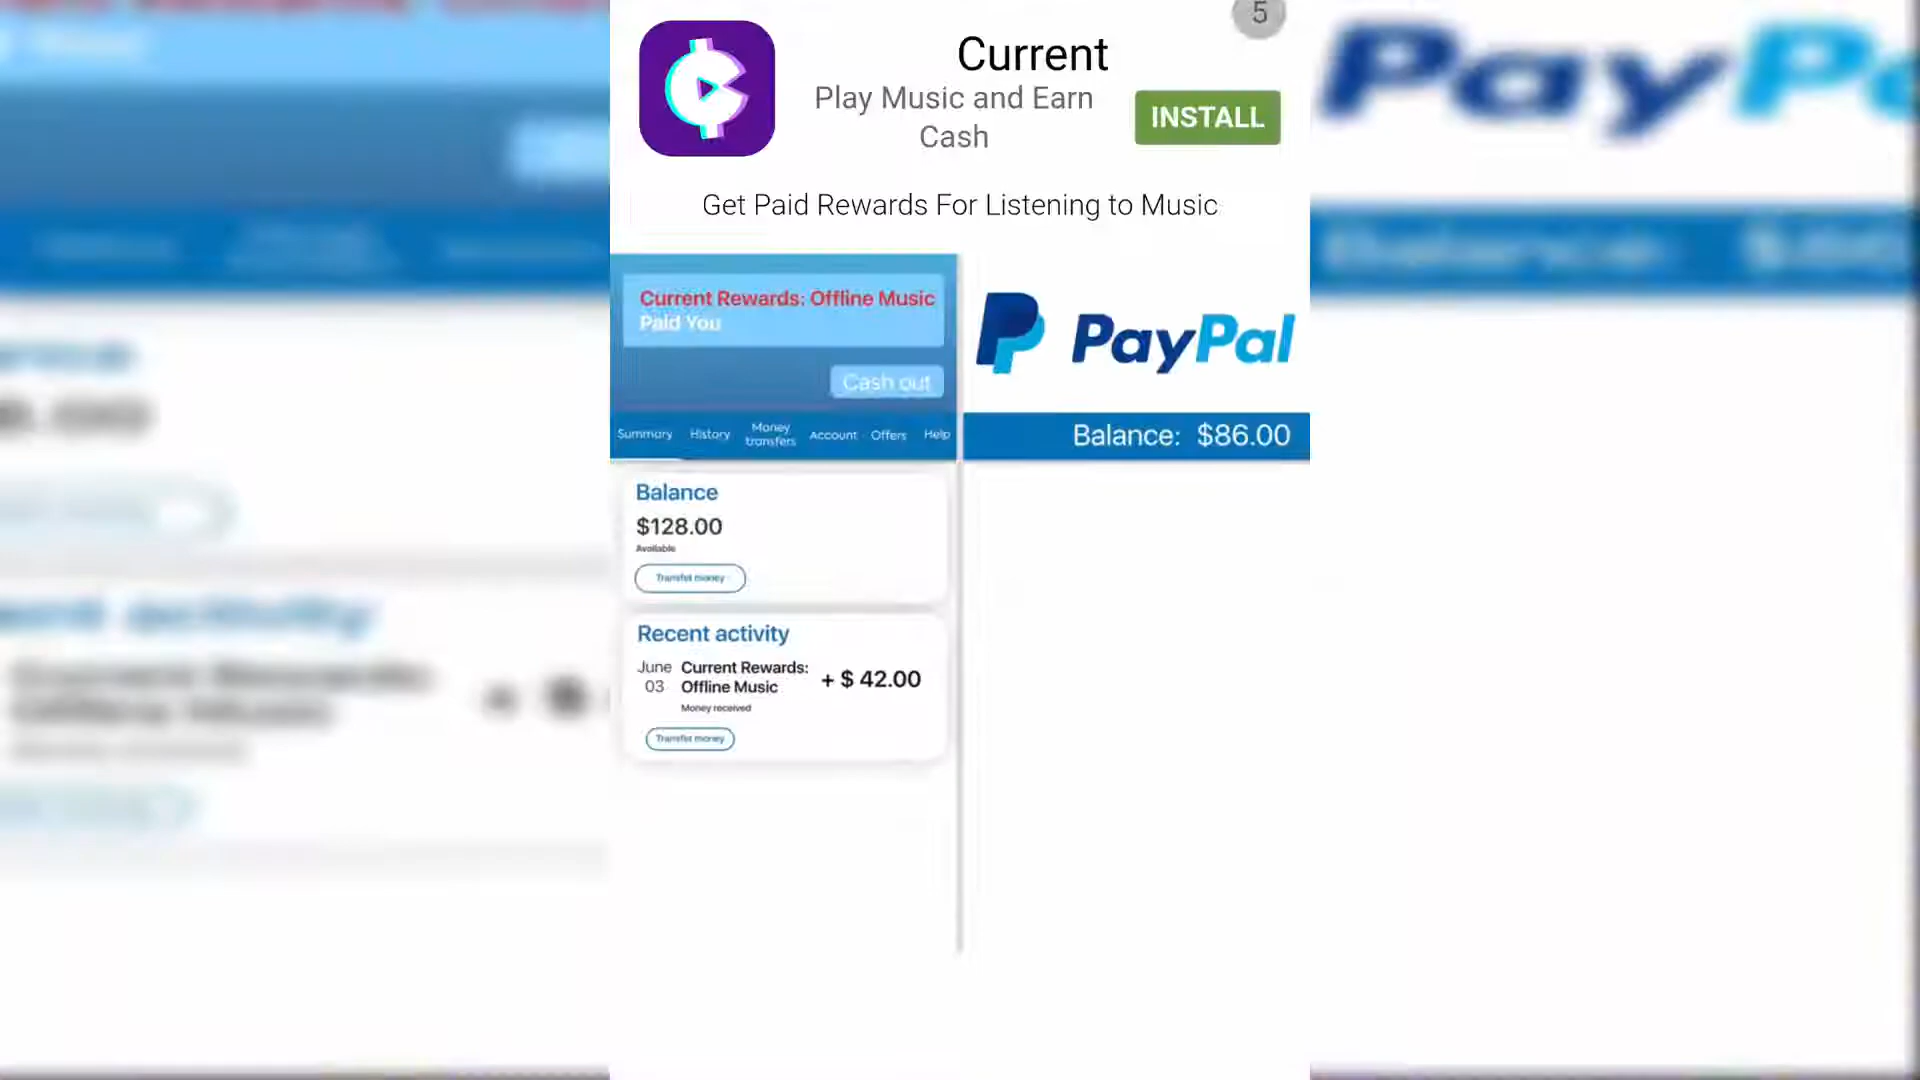 5
Current
Play Music and Earn
Cash
INSTALL
Get Paid Rewards For Listening to Music
Current Rewards: Offline Music
Paid You
Cash out
Summary History Money transfers Account Offers Help
PayPal
Balance: $86.00
Balance
$128.00
Available
Transfer money
Recent activity
June 03
Current Rewards:
Offline Music
+ $ 42.00
Money received
Transfer money
PayP